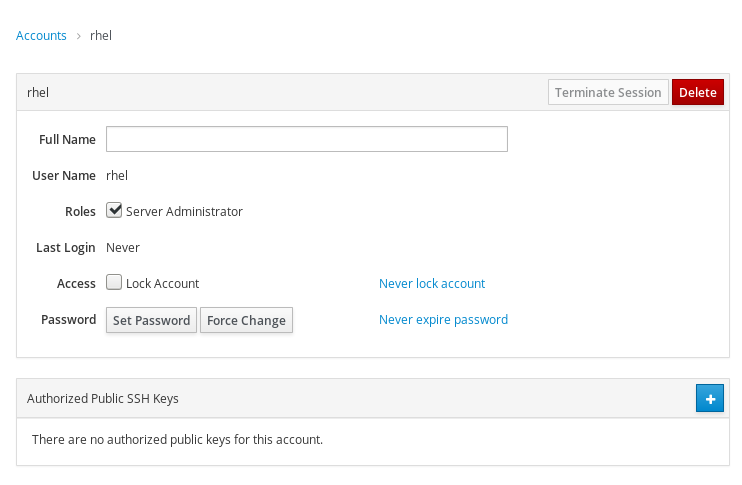 Accounts > rhel
rhel Terminate Session Delete
Full Name
User Name rhel
Roles Server Administrator
Last Login Never
Access Lock Account Never lock account
Password Set Password Force Change Never expire password
Authorized Public SSH Keys +
There are no authorized public keys for this account.